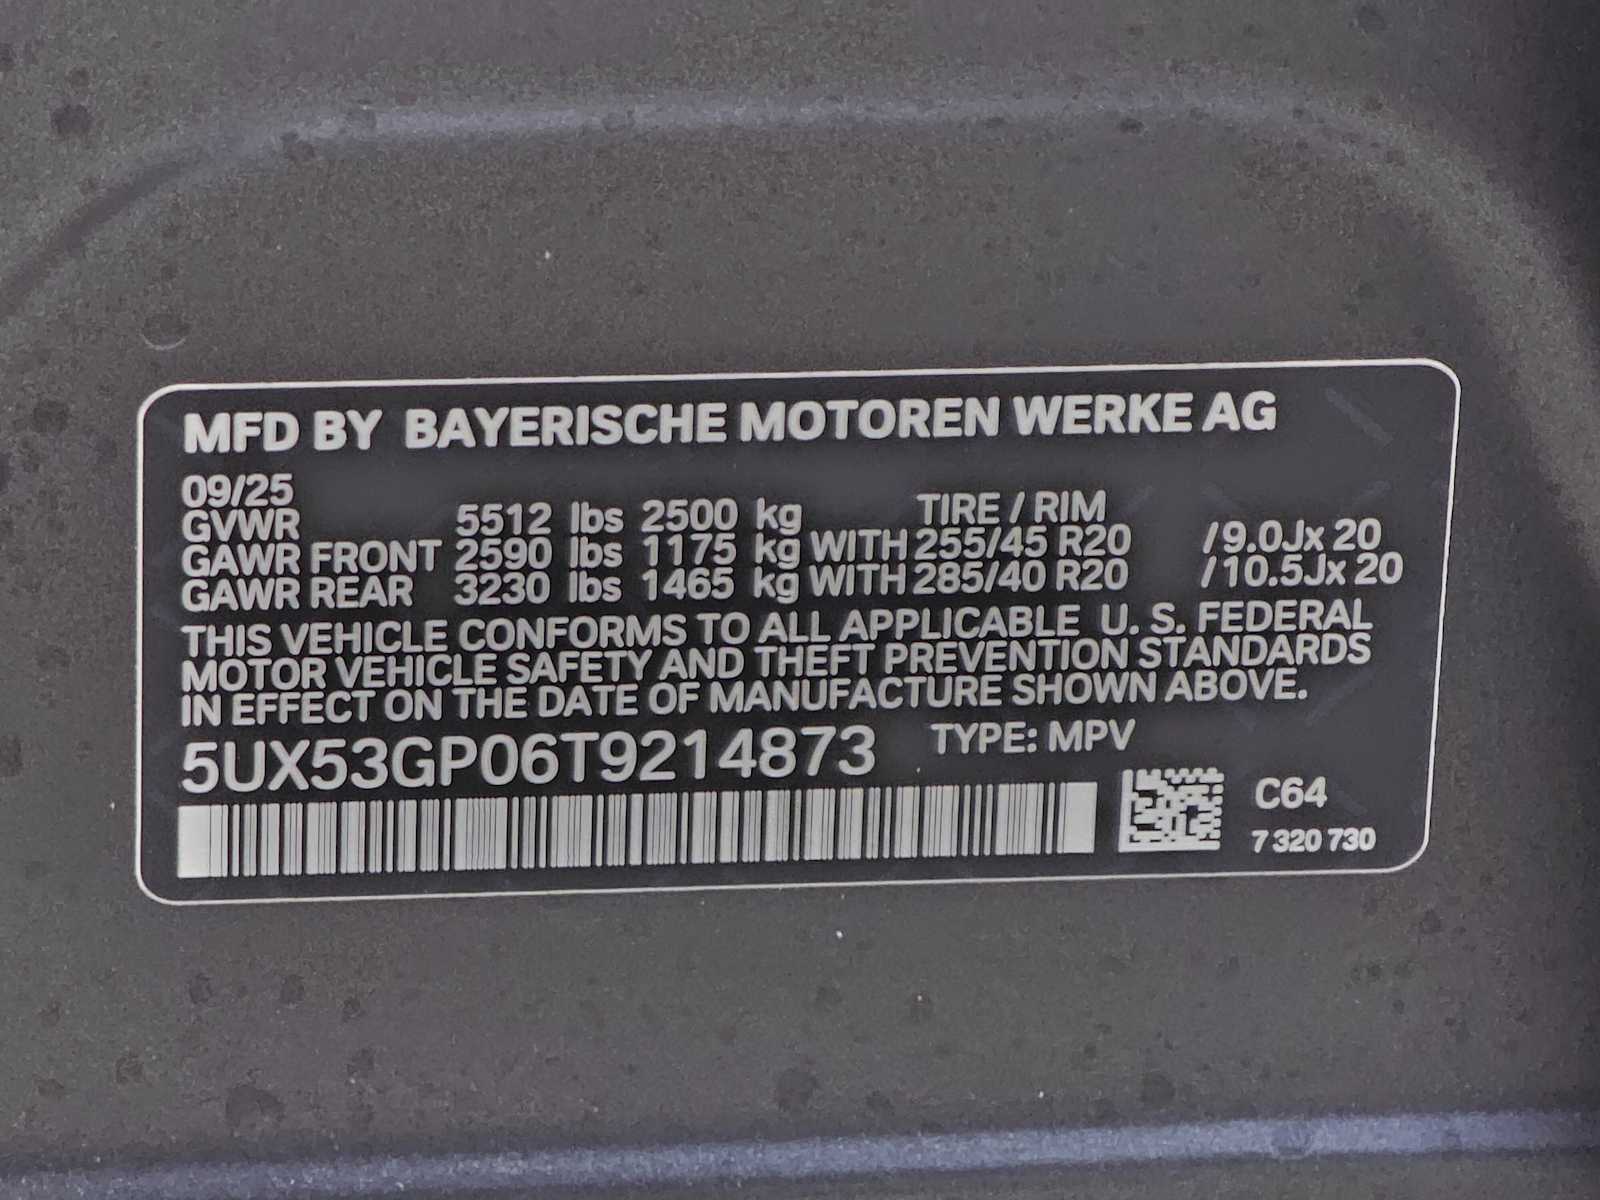 MFD BY BAYERISCHE MOTOREN WERKE AG
09/25
GVWR 5512 lbs 2500 kg TIRE / RIM
GAWR FRONT 2590 lbs 1175 kg WITH 255/45 R20 /9.0Jx 20
GAWR REAR 3230 lbs 1465 kg WITH 285/40 R20 /10.5Jx 20
THIS VEHICLE CONFORMS TO ALL APPLICABLE U. S. FEDERAL
MOTOR VEHICLE SAFETY AND THEFT PREVENTION STANDARDS
IN EFFECT ON THE DATE OF MANUFACTURE SHOWN ABOVE.
5UX53GP06T9214873 TYPE: MPV
C64
7 320 730